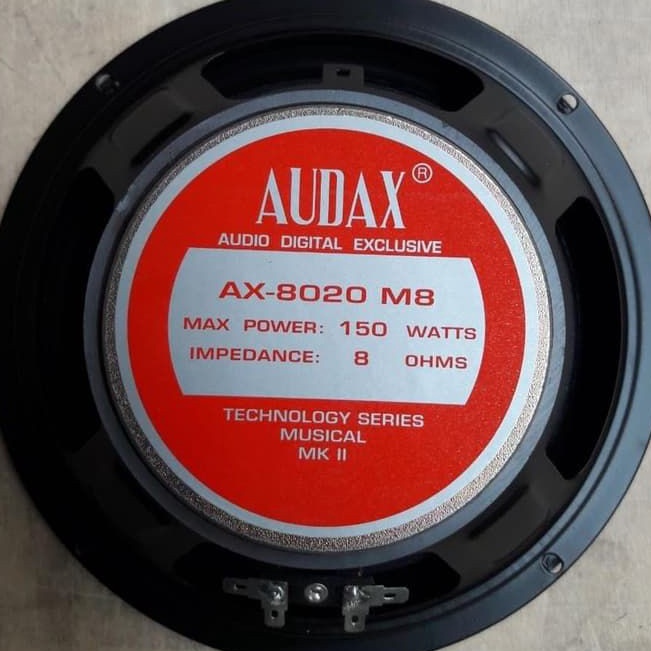 AUDAX®
AUDIO DIGITAL EXCLUSIVE
AX-8020 M8
MAX POWER: 150 WATTS
IMPEDANCE: 8 OHMS
TECHNOLOGY SERIES
MUSICAL
MK II